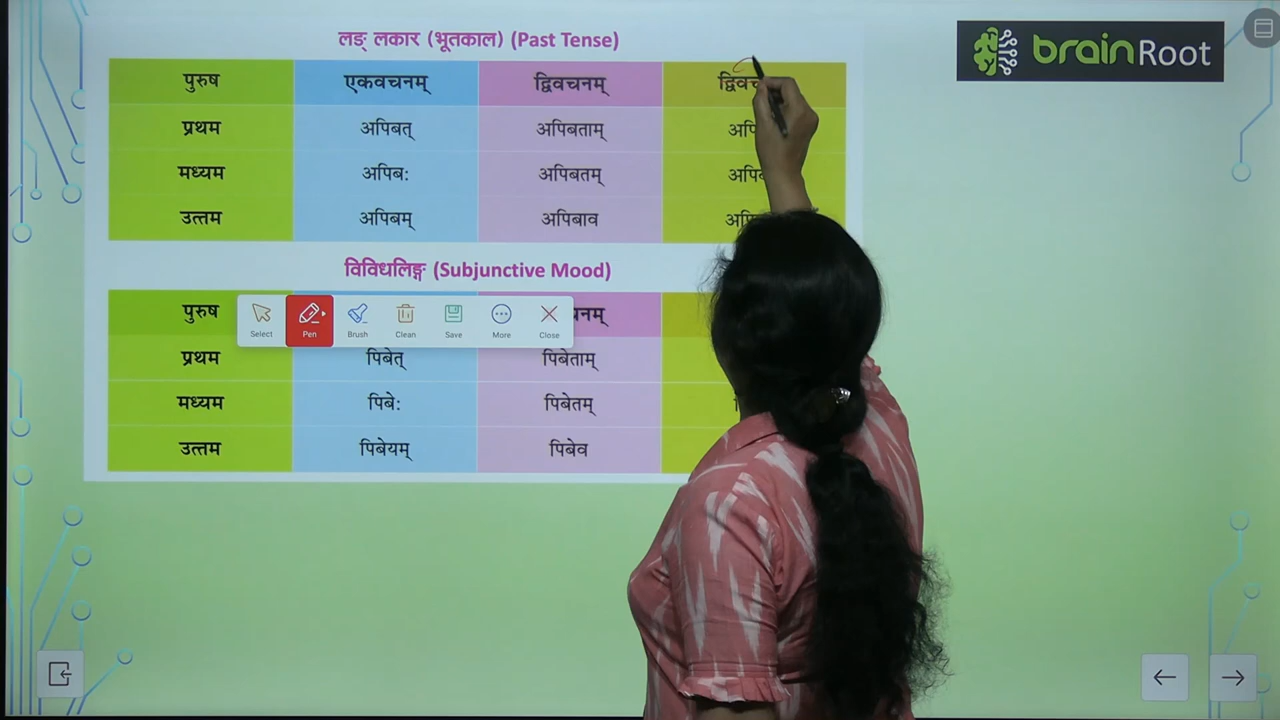 लङ् लकार (भूतकाल) (Past Tense)
brainRoot
पुरुष एकवचनम् द्विवचनम्
प्रथम अपिबत् अपिबताम्
मध्यम अपिब: अपिबतम्
उत्तम अपिबम् अपिबाव
विविधलिङ्ग (Subjunctive Mood)
पुरुष
Select Pen Brush Clean Save More Close
प्रथम पिबेत् पिबेताम्
मध्यम पिबे: पिबेतम्
उत्तम पिबेयम् पिबेव